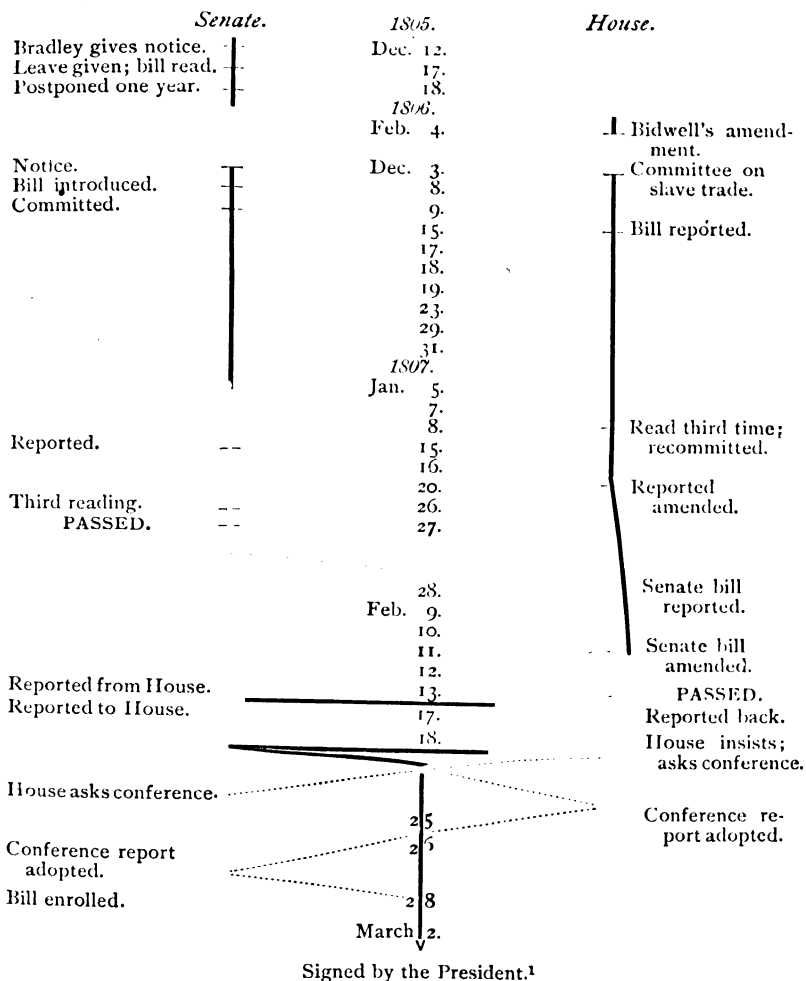 Senate. 1805. House.
Bradley gives notice. Dec. 12.
Leave given; bill read. 17.
Postponed one year. 18.
1806.
Feb. 4. Bidwell's amend-
ment.
Notice. Dec. 3. Committee on
Bill introduced. 8. slave trade.
Committed. 9.
15. Bill reported.
17.
18.
19.
23.
29.
31.
1807.
Jan. 5.
7.
8. Read third time;
Reported. 15. recommitted.
16.
20. Reported
Third reading. 26. amended.
PASSED. 27.
28. Senate bill
Feb. 9. reported.
10.
11. Senate bill
12. amended.
Reported from House. 13. PASSED.
Reported to House. 17. Reported back.
18. House insists;
asks conference.
House asks conference.
25 Conference re-
26 port adopted.
Conference report
adopted.
Bill enrolled. 28
March 2.
Signed by the President.¹